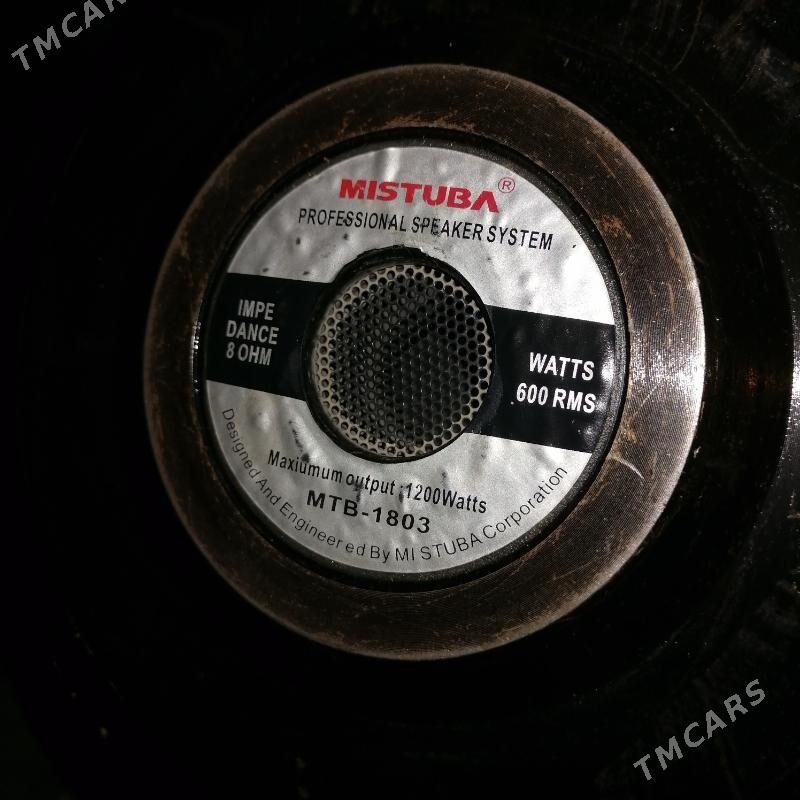 TMCARS
MISTUBA®
PROFESSIONAL SPEAKER SYSTEM
IMPE
DANCE
8 OHM
WATTS
600 RMS
Maxiumum output :1200Watts
MTB-1803
Designed And Engineer ed By MI STUBA Corporation
TMCARS